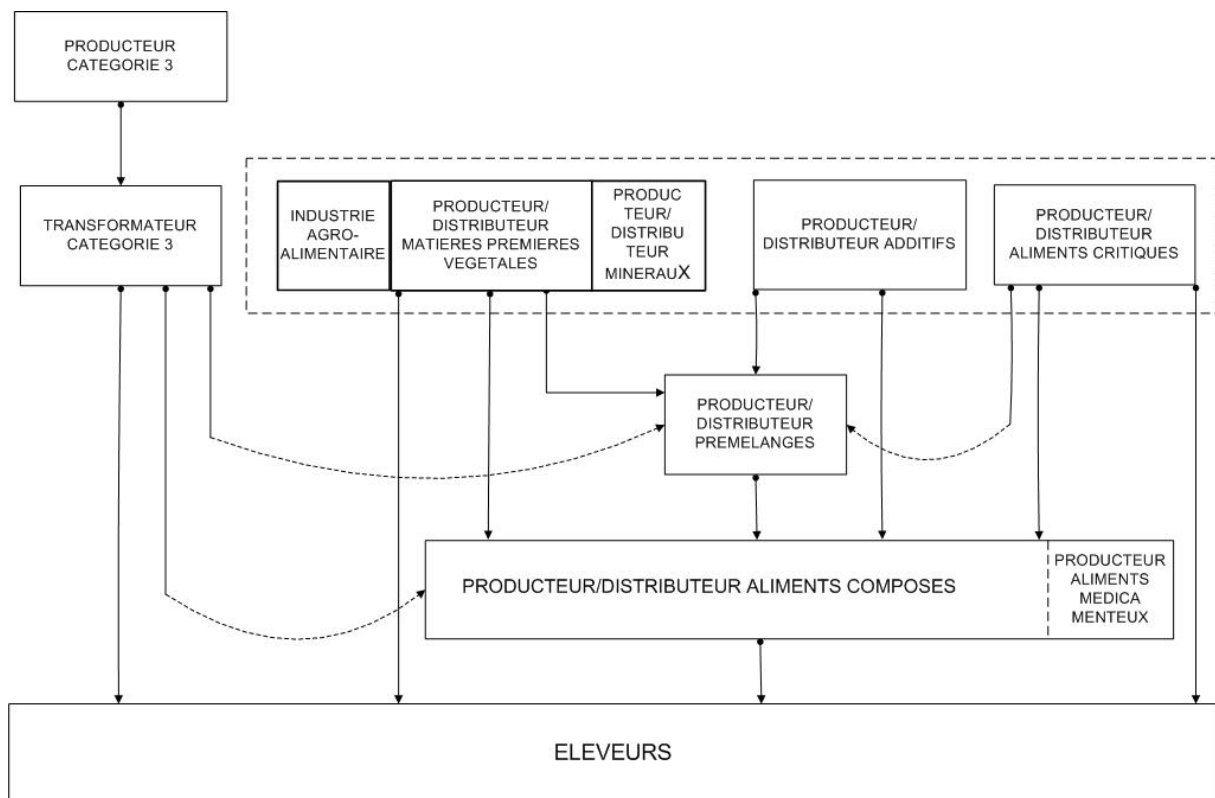 PRODUCTEUR
CATEGORIE 3
TRANSFORMATEUR
CATEGORIE 3
INDUSTRIE
AGRO-
ALIMENTAIRE
PRODUCTEUR/
DISTRIBUTEUR
MATIERES PREMIERES
VEGETALES
PRODUC
TEUR/
DISTRIBU
TEUR
MINERAUX
PRODUCTEUR/
DISTRIBUTEUR ADDITIFS
PRODUCTEUR/
DISTRIBUTEUR
ALIMENTS CRITIQUES
PRODUCTEUR/
DISTRIBUTEUR
PREMELANGES
PRODUCTEUR/DISTRIBUTEUR ALIMENTS COMPOSES
PRODUCTEUR
ALIMENTS
MEDICA
MENTEUX
ELEVEURS